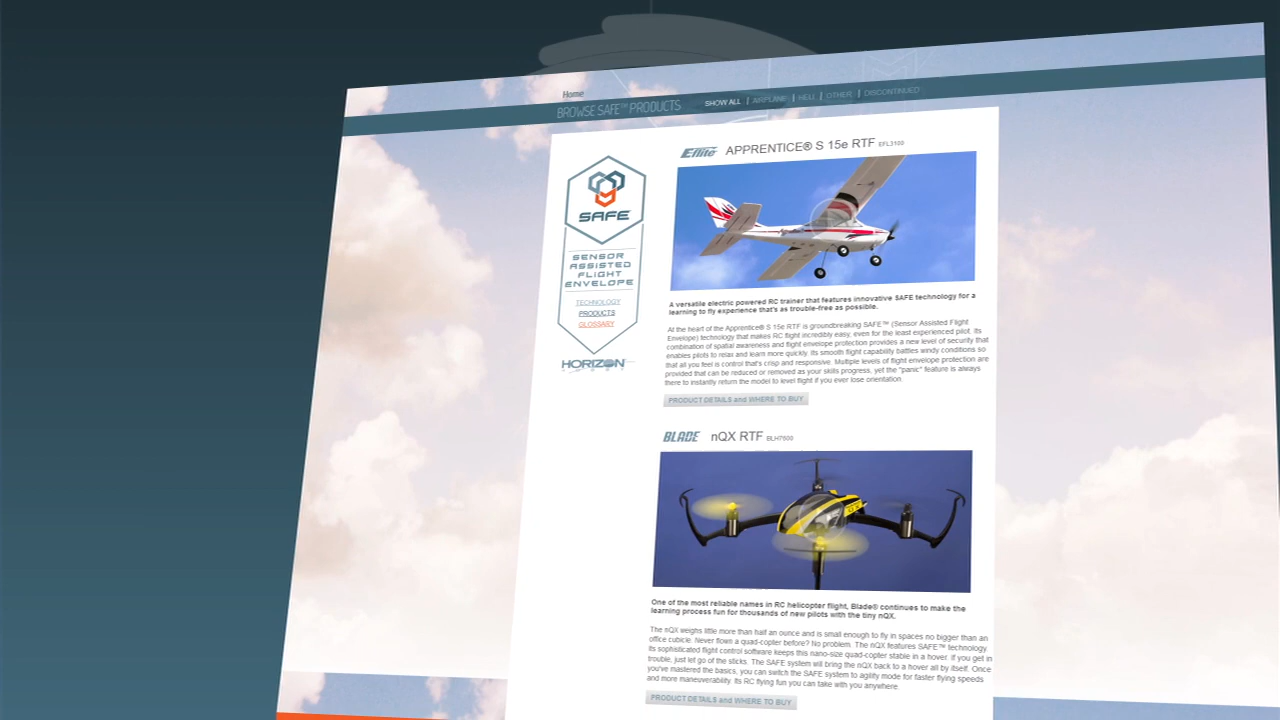 Home
BROWSE SAFE™ PRODUCTS
SHOW ALL | AIRPLANE | HELI | OTHER | DISCONTINUED
SAFE
SENSOR
ASSISTED
FLIGHT
ENVELOPE
TECHNOLOGY
PRODUCTS
GLOSSARY
HORIZON
Eflite APPRENTICE® S 15e RTF EFL3100
A versatile electric powered RC trainer that features innovative SAFE technology for a
learning to fly experience that's as trouble-free as possible.
At the heart of the Apprentice® S 15e RTF is groundbreaking SAFE™ (Sensor Assisted Flight
Envelope) technology that makes RC flight incredibly easy, even for the least experienced pilot. Its
combination of spatial awareness and flight envelope protection provides a new level of security that
enables pilots to relax and learn more quickly. Its smooth flight capability battles windy conditions so
that all you feel is control that's crisp and responsive. Multiple levels of flight envelope protection are
provided that can be reduced or removed as your skills progress, yet the "panic" feature is always
there to instantly return the model to level flight if you ever lose orientation.
PRODUCT DETAILS and WHERE TO BUY
BLADE nQX RTF BLH7600
One of the most reliable names in RC helicopter flight, Blade® continues to make the
learning process fun for thousands of new pilots with the tiny nQX.
The nQX weighs little more than half an ounce and is small enough to fly in spaces no bigger than an
office cubicle. Never flown a quad-copter before? No problem. The nQX features SAFE™ technology.
Its sophisticated flight control software keeps this nano-size quad-copter stable in a hover. If you get in
trouble, just let go of the sticks. The SAFE system will bring the nQX back to a hover all by itself. Once
you've mastered the basics, you can switch the SAFE system to agility mode for faster flying speeds
and more maneuverability. Its RC flying fun you can take with you anywhere.
PRODUCT DETAILS and WHERE TO BUY